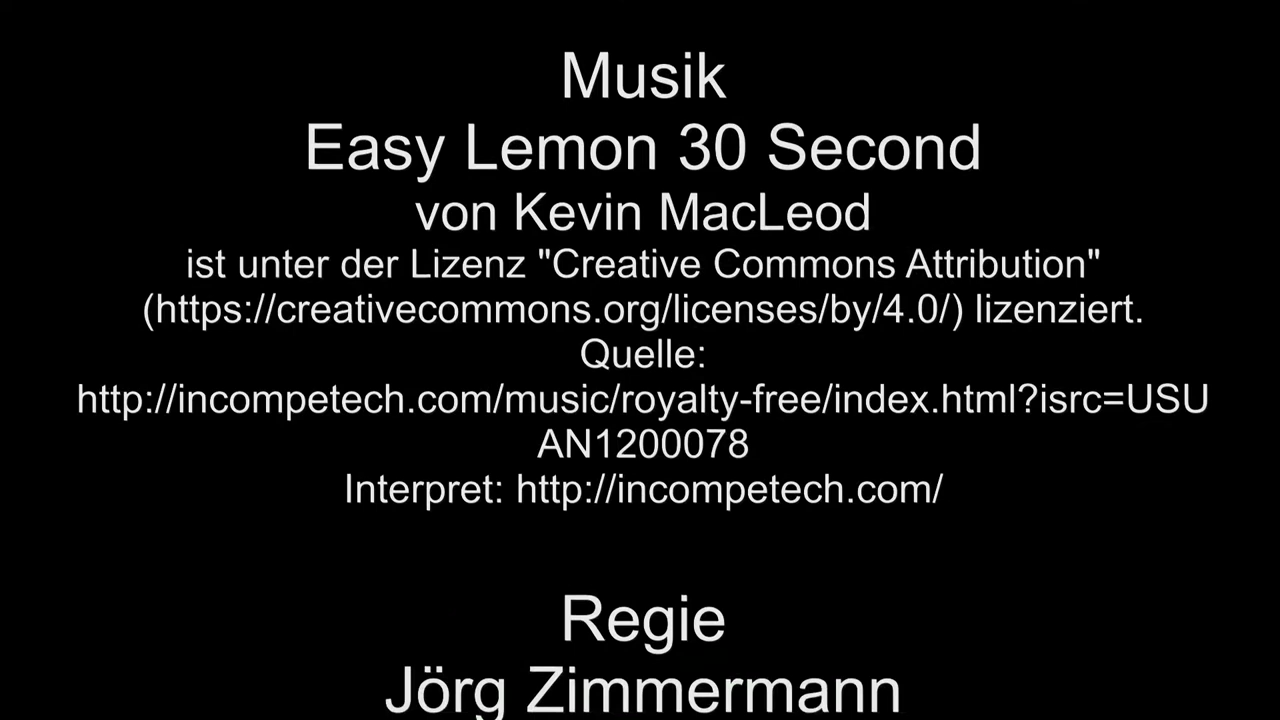 Musik
Easy Lemon 30 Second
von Kevin MacLeod
ist unter der Lizenz "Creative Commons Attribution"
(https://creativecommons.org/licenses/by/4.0/) lizenziert.
Quelle:
http://incompetech.com/music/royalty-free/index.html?isrc=USU
AN1200078
Interpret: http://incompetech.com/
Regie
Jörg Zimmermann